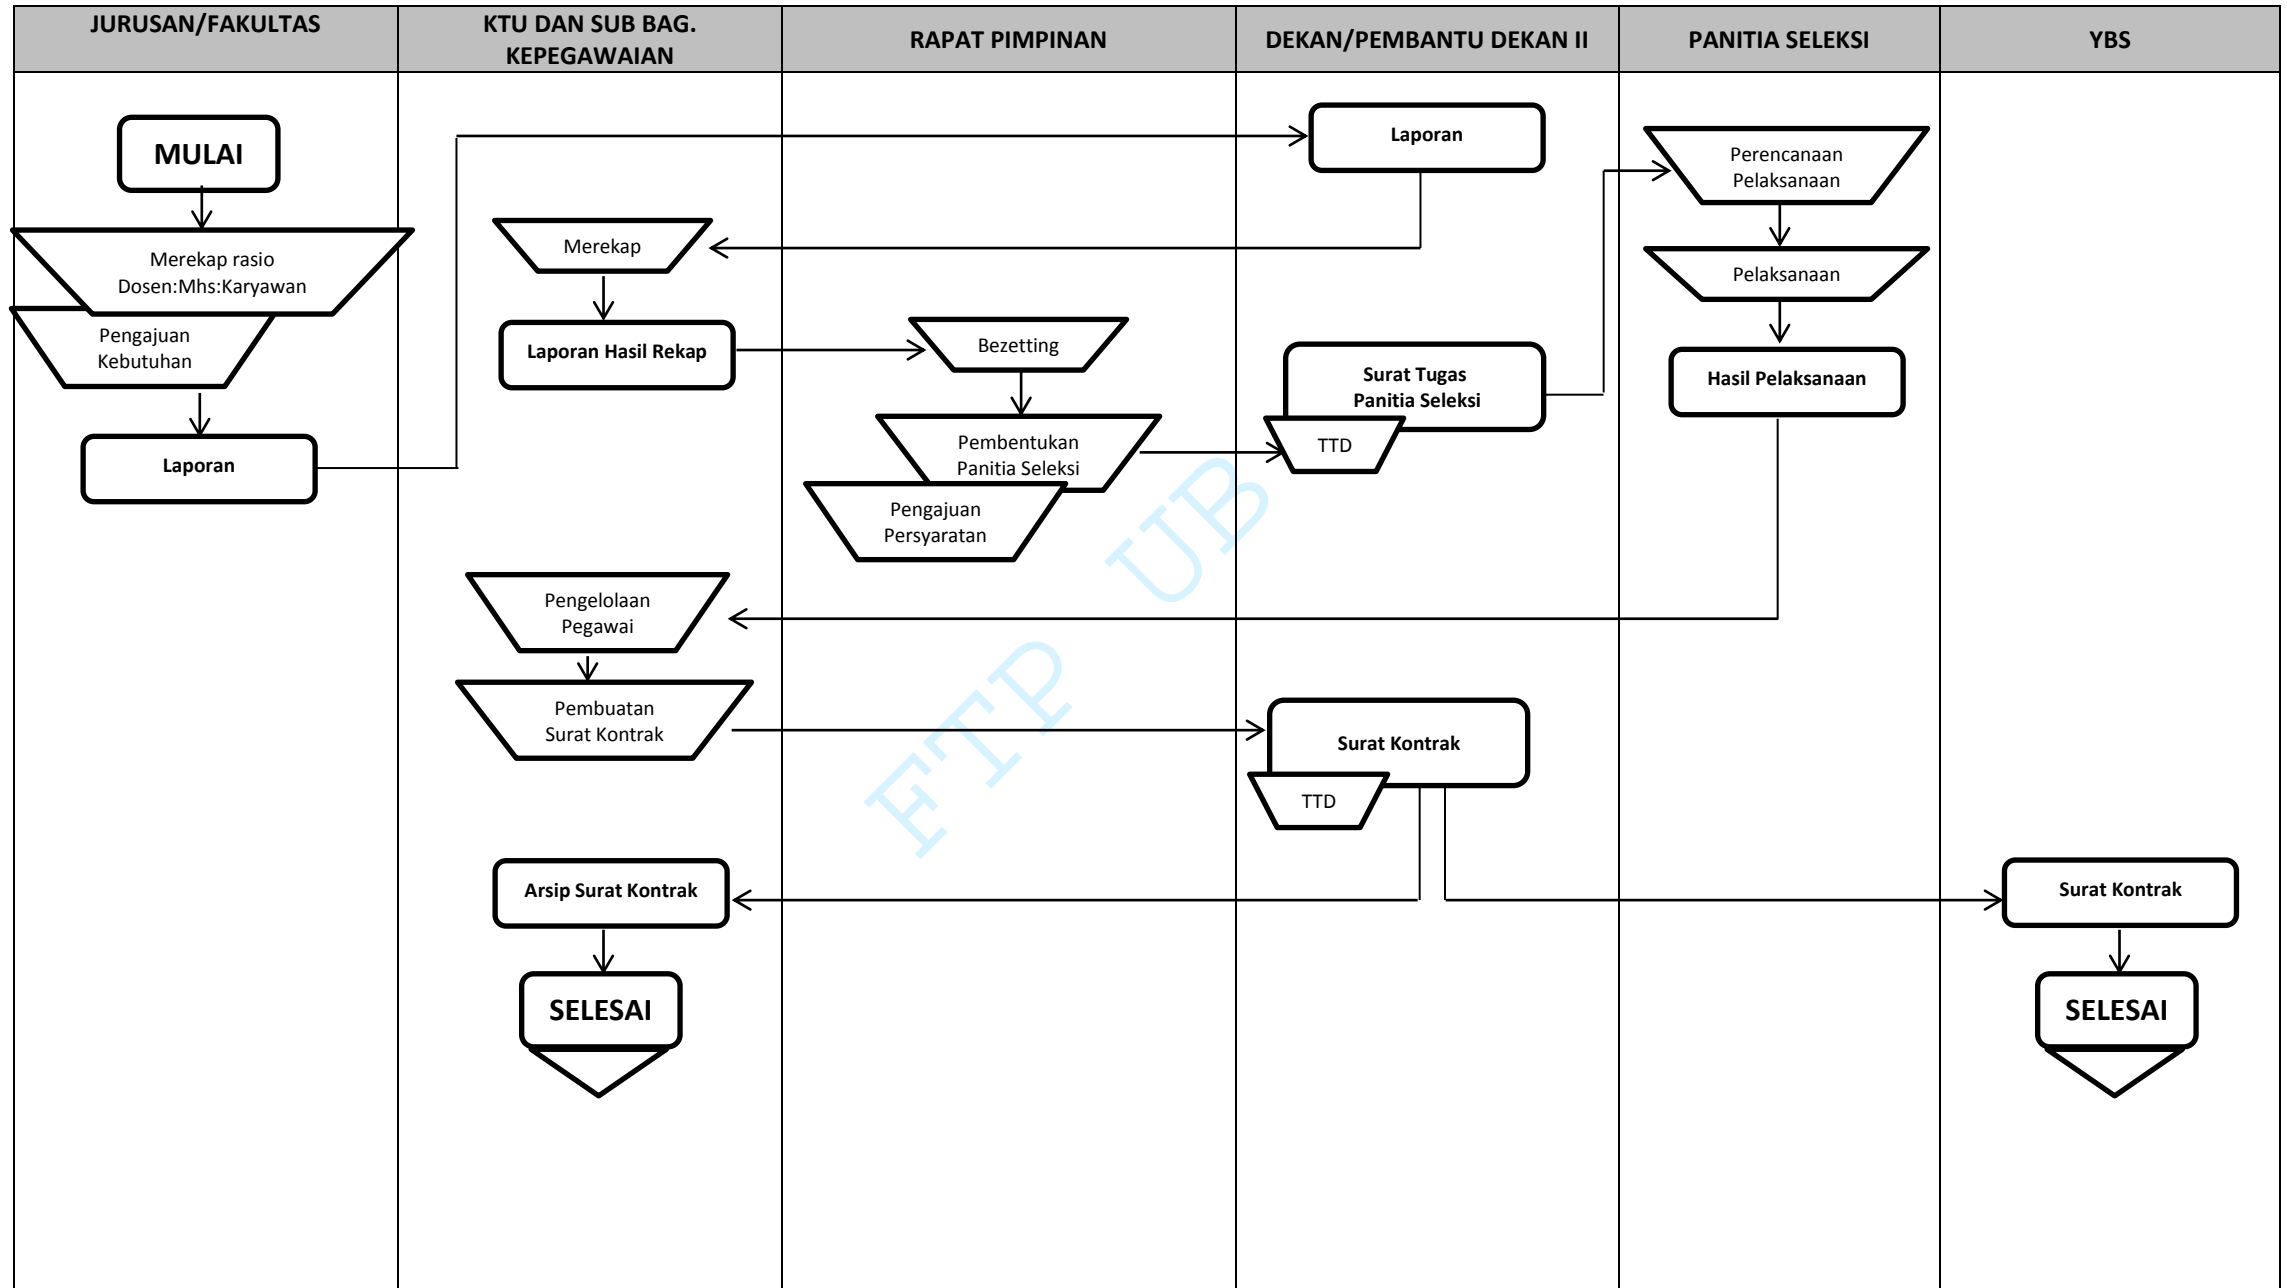 JURUSAN/FAKULTAS
KTU DAN SUB BAG.
KEPEGAWAIAN
RAPAT PIMPINAN
DEKAN/PEMBANTU DEKAN II
PANITIA SELEKSI
YBS
MULAI
Merekap rasio
Dosen:Mhs:Karyawan
Pengajuan
Kebutuhan
Laporan
Merekap
Laporan Hasil Rekap
Pengelolaan
Pegawai
Pembuatan
Surat Kontrak
Arsip Surat Kontrak
SELESAI
Bezetting
Pembentukan
Panitia Seleksi
Pengajuan
Persyaratan
Laporan
Surat Tugas
Panitia Seleksi
TTD
Surat Kontrak
TTD
Perencanaan
Pelaksanaan
Pelaksanaan
Hasil Pelaksanaan
Surat Kontrak
SELESAI
FTP UB